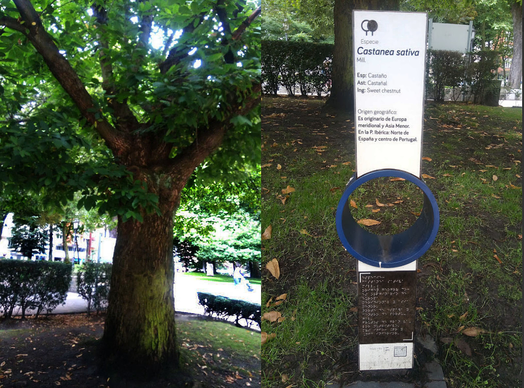 Especie:
Castanea sativa
Mill.
Esp: Castaño
Ast: Castañal
Ing: Sweet chestnut
Origen geográfico
Es originario de Europa
meridional y Asia Menor.
En la P. Ibérica: Norte de
España y centro de Portugal.